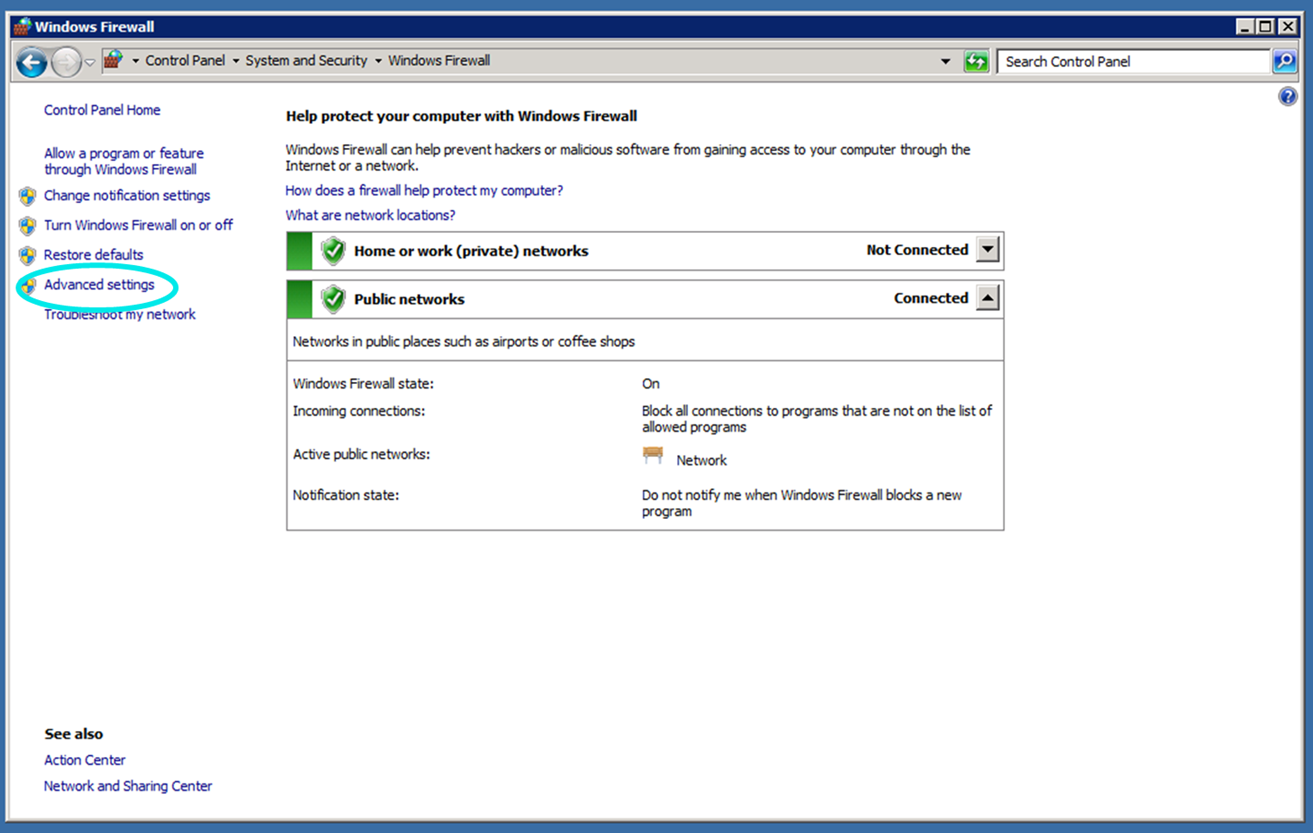 Windows Firewall
Control Panel
System and Security
Windows Firewall
Search Control Panel
Control Panel Home
Allow a program or feature
through Windows Firewall
Change notification settings
Turn Windows Firewall on or off
Restore defaults
Advanced settings
Troubleshoot my network
Help protect your computer with Windows Firewall
Windows Firewall can help prevent hackers or malicious software from gaining access to your computer through the
Internet or a network.
How does a firewall help protect my computer?
What are network locations?
Home or work (private) networks
Not Connected
Public networks
Connected
Networks in public places such as airports or coffee shops
Windows Firewall state:
On
Incoming connections:
Block all connections to programs that are not on the list of
allowed programs
Active public networks:
Network
Notification state:
Do not notify me when Windows Firewall blocks a new
program
See also
Action Center
Network and Sharing Center